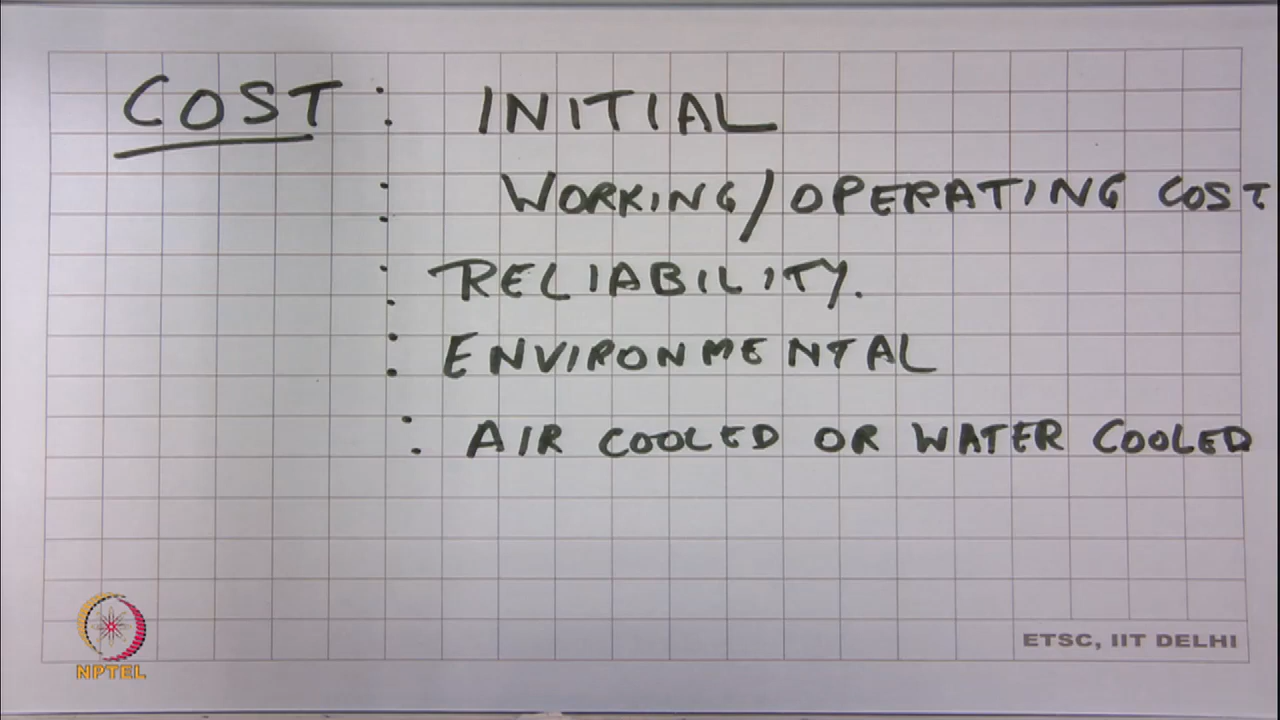 COST : INITIAL
: WORKING/OPERATING COST
: RELIABILITY.
: ENVIRONMENTAL
: AIR COOLED OR WATER COOLED
NPTEL
ETSC, IIT DELHI